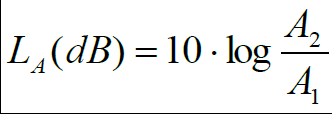 L_A(dB) = 10 · log A_2/A_1